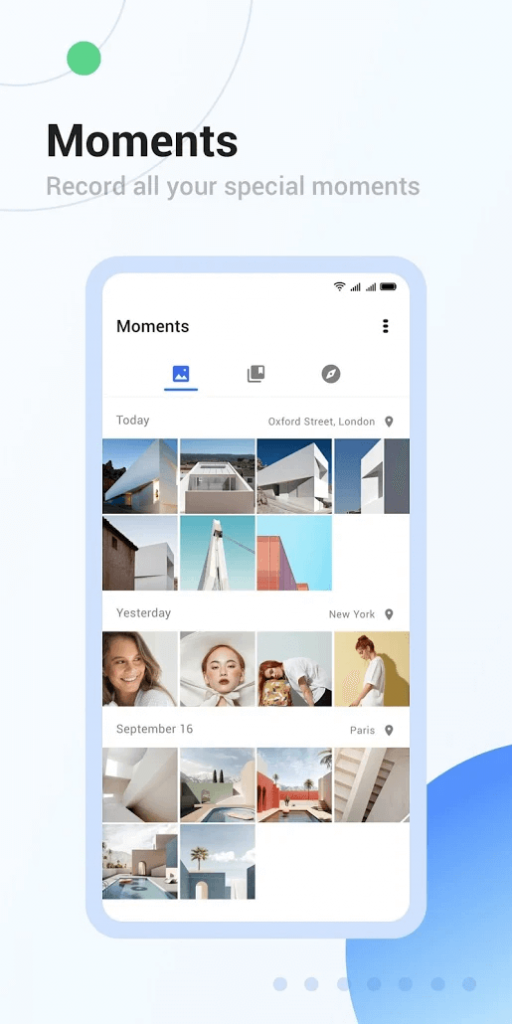 Moments
Record all your special moments
Moments
Today
Oxford Street, London
Yesterday
New York
September 16
Paris